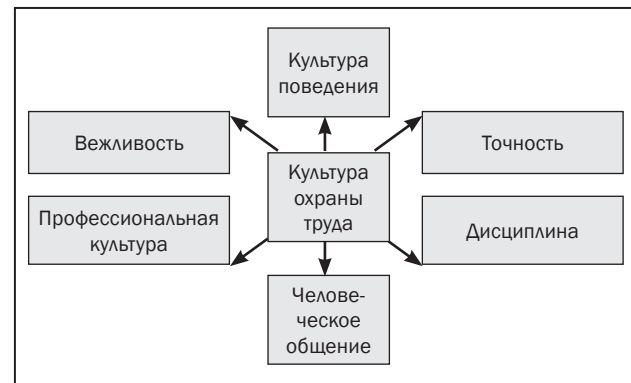 Культура
поведения
Вежливость
Точность
Культура
охраны
труда
Профессиональная
культура
Дисциплина
Челове-
ческое
общение